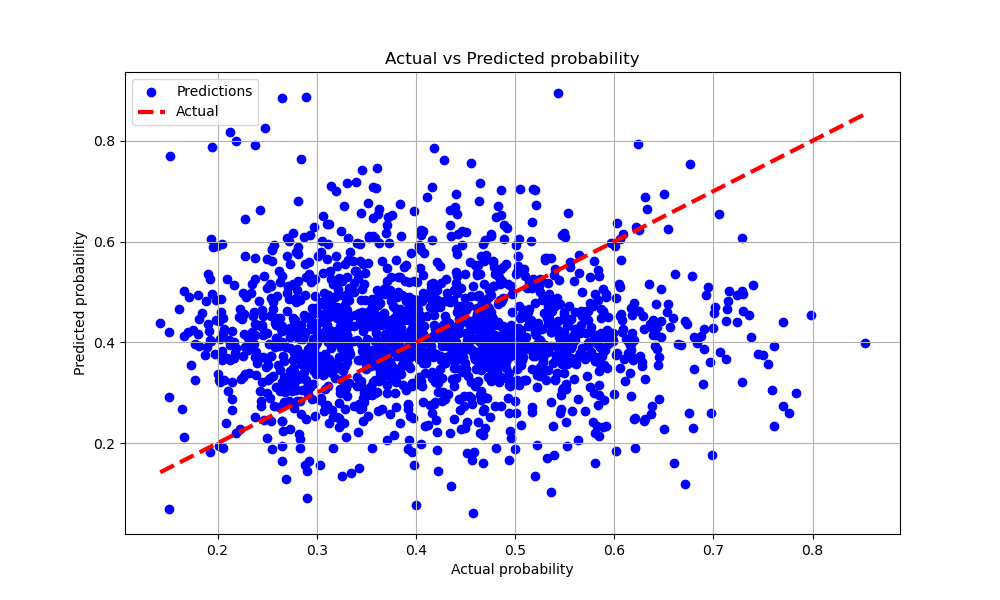 Actual vs Predicted probability
Predictions
Actual
Predicted probability
0.8
0.6
0.4
0.2
0.2 0.3 0.4 0.5 0.6 0.7 0.8
Actual probability